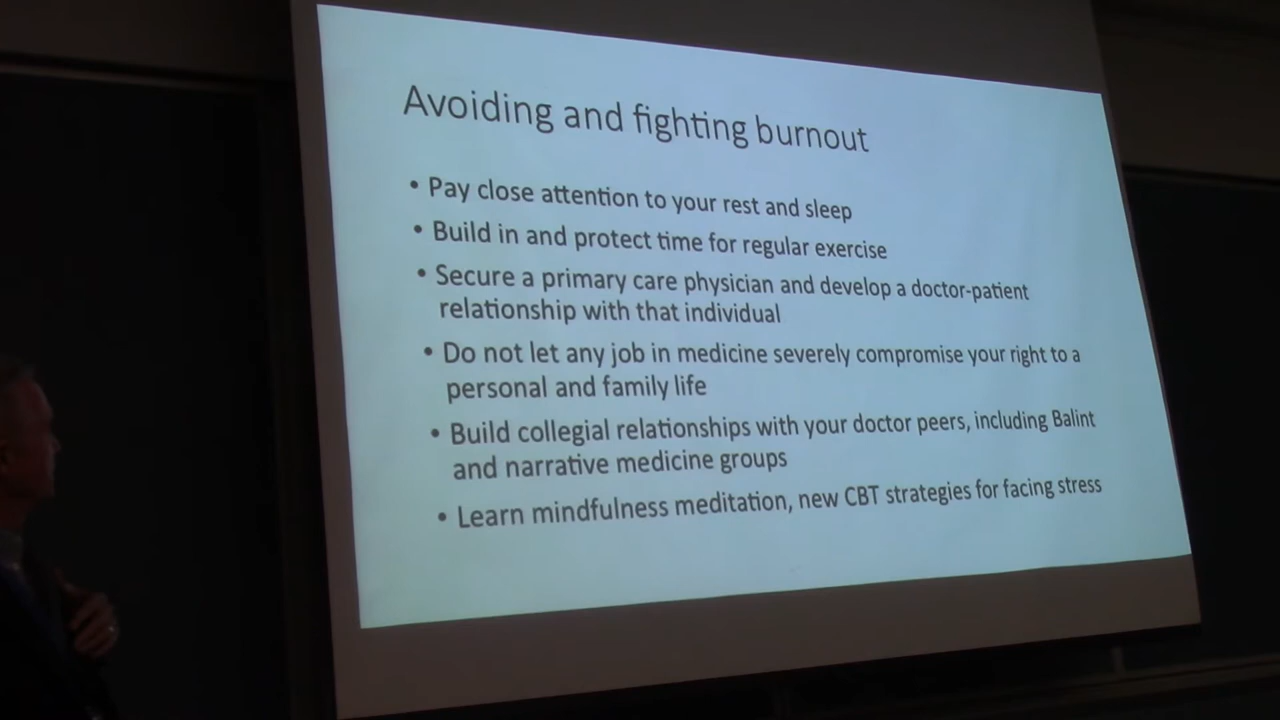 Avoiding and fighting burnout
• Pay close attention to your rest and sleep
• Build in and protect time for regular exercise
• Secure a primary care physician and develop a doctor-patient
relationship with that individual
• Do not let any job in medicine severely compromise your right to a
personal and family life
• Build collegial relationships with your doctor peers, including Balint
and narrative medicine groups
• Learn mindfulness meditation, new CBT strategies for facing stress